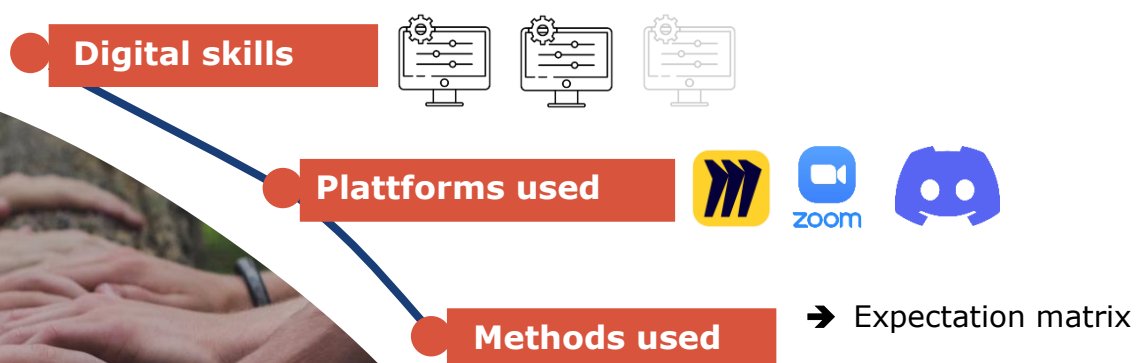 Digital skills
Plattforms used
zoom
Methods used
➔ Expectation matrix